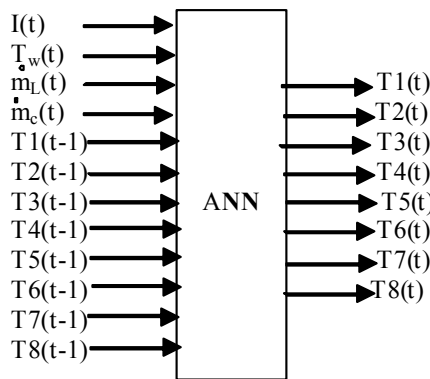 I(t)
Tw(t)
ṁL(t)
ṁc(t)
T1(t-1)
T2(t-1)
T3(t-1)
T4(t-1)
T5(t-1)
T6(t-1)
T7(t-1)
T8(t-1)
ANN
T1(t)
T2(t)
T3(t)
T4(t)
T5(t)
T6(t)
T7(t)
T8(t)